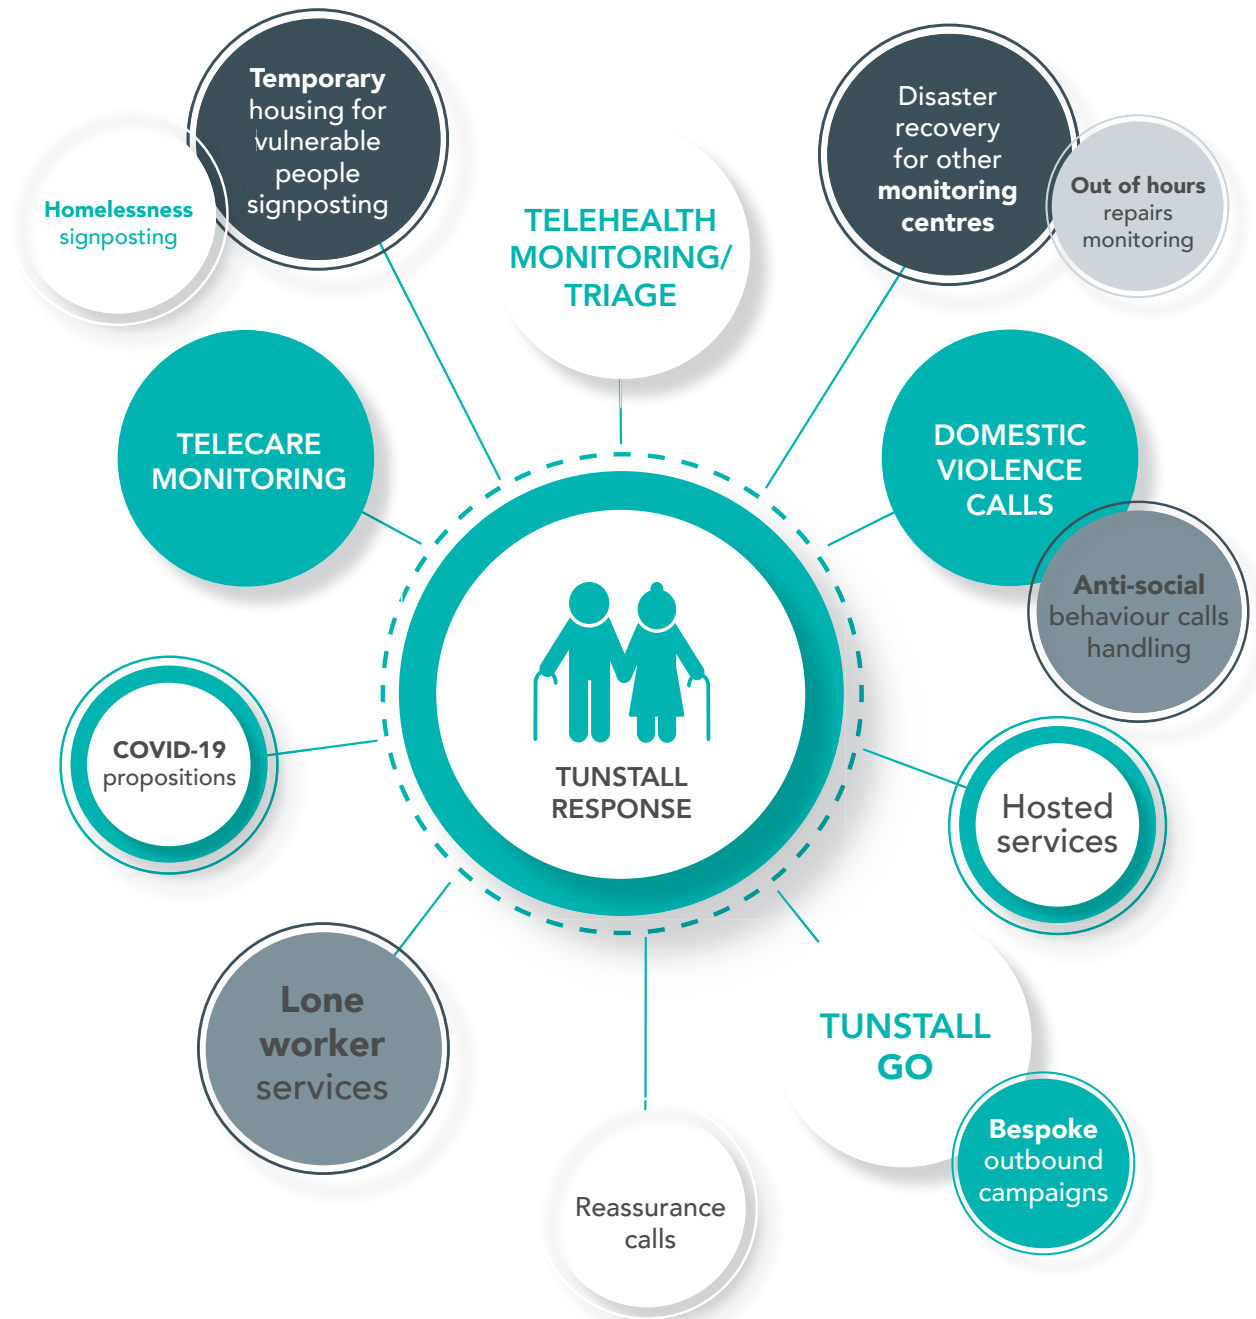 Temporary
housing for
vulnerable
people
signposting
Homelessness
signposting
TELEHEALTH
MONITORING/
TRIAGE
Disaster
recovery
for other
monitoring
centres
Out of hours
repairs
monitoring
TELECARE
MONITORING
DOMESTIC
VIOLENCE
CALLS
Anti-social
behaviour calls
handling
COVID-19
propositions
TUNSTALL
RESPONSE
Hosted
services
Lone
worker
services
TUNSTALL
GO
Bespoke
outbound
campaigns
Reassurance
calls